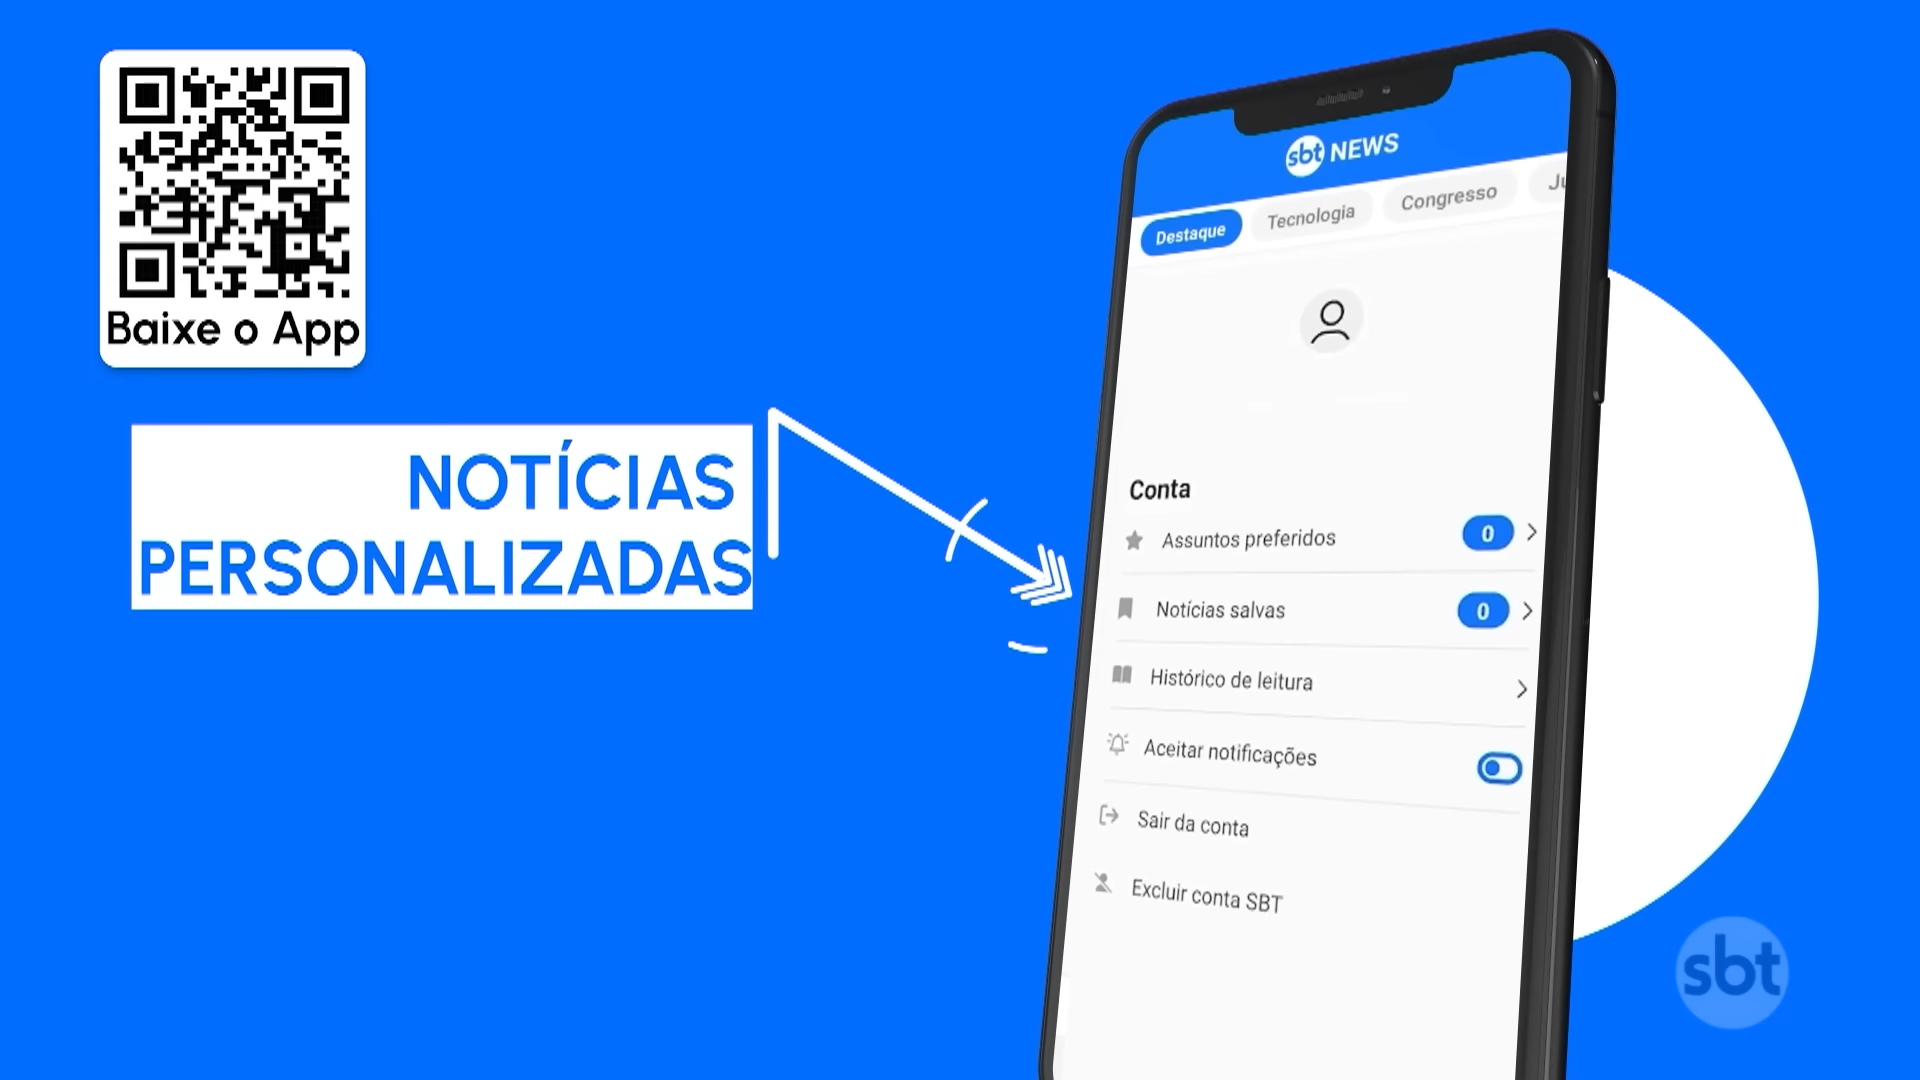 Baixe o App
NOTÍCIAS
PERSONALIZADAS
sbt NEWS
Destaque
Tecnologia
Congresso
Conta
Assuntos preferidos
0
Notícias salvas
0
Histórico de leitura
Aceitar notificações
Sair da conta
Excluir conta SBT
sbt